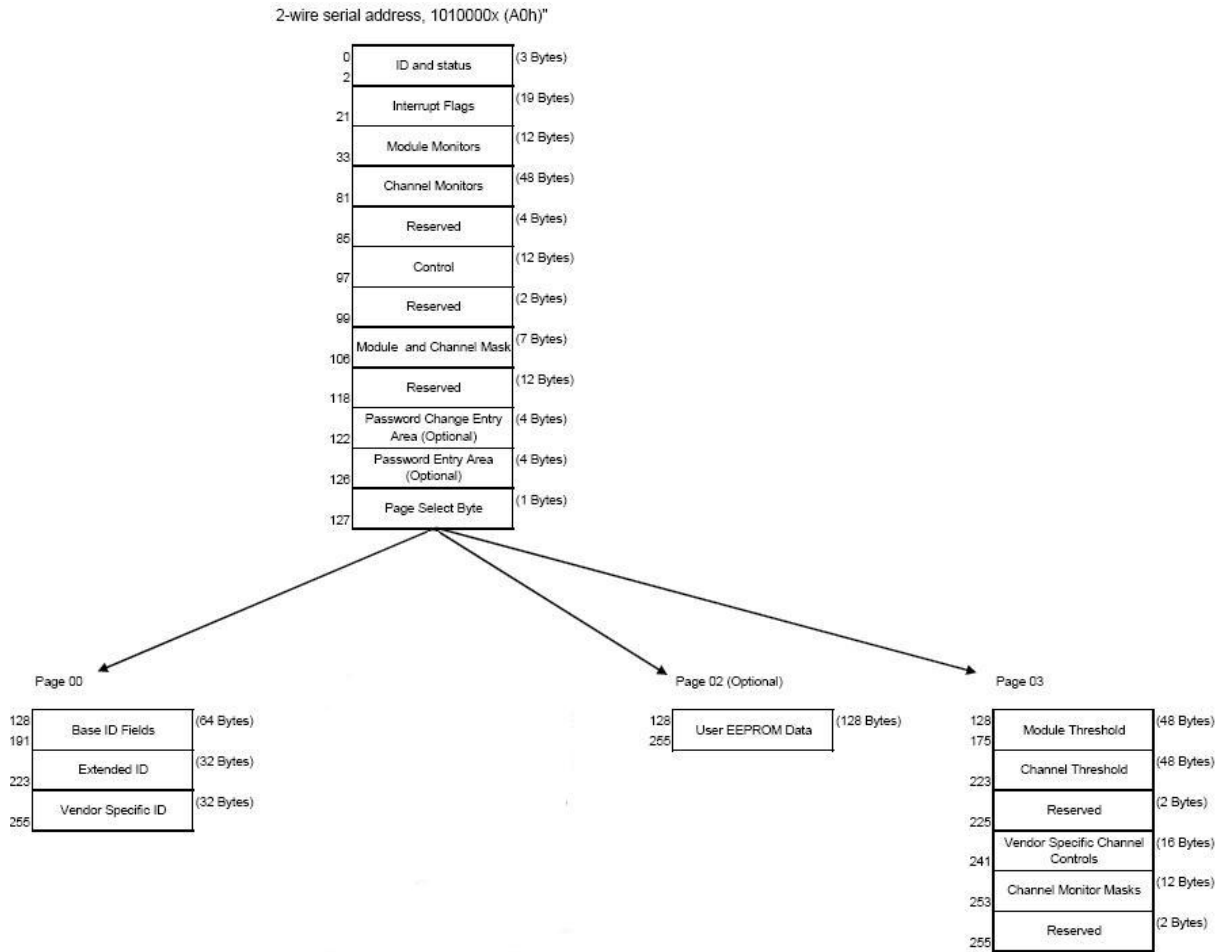 2-wire serial address, 1010000x (A0h)"
0
2
ID and status
(3 Bytes)
21
Interrupt Flags
(19 Bytes)
33
Module Monitors
(12 Bytes)
81
Channel Monitors
(48 Bytes)
85
Reserved
(4 Bytes)
97
Control
(12 Bytes)
99
Reserved
(2 Bytes)
106
Module and Channel Mask
(7 Bytes)
118
Reserved
(12 Bytes)
122
Password Change Entry
Area (Optional)
(4 Bytes)
126
Password Entry Area
(Optional)
(4 Bytes)
127
Page Select Byte
(1 Bytes)
Page 00
128
191
Base ID Fields
(64 Bytes)
223
Extended ID
(32 Bytes)
255
Vendor Specific ID
(32 Bytes)
Page 02 (Optional)
128
255
User EEPROM Data
(128 Bytes)
Page 03
128
175
Module Threshold
(48 Bytes)
223
Channel Threshold
(48 Bytes)
225
Reserved
(2 Bytes)
241
Vendor Specific Channel
Controls
(16 Bytes)
253
Channel Monitor Masks
(12 Bytes)
255
Reserved
(2 Bytes)